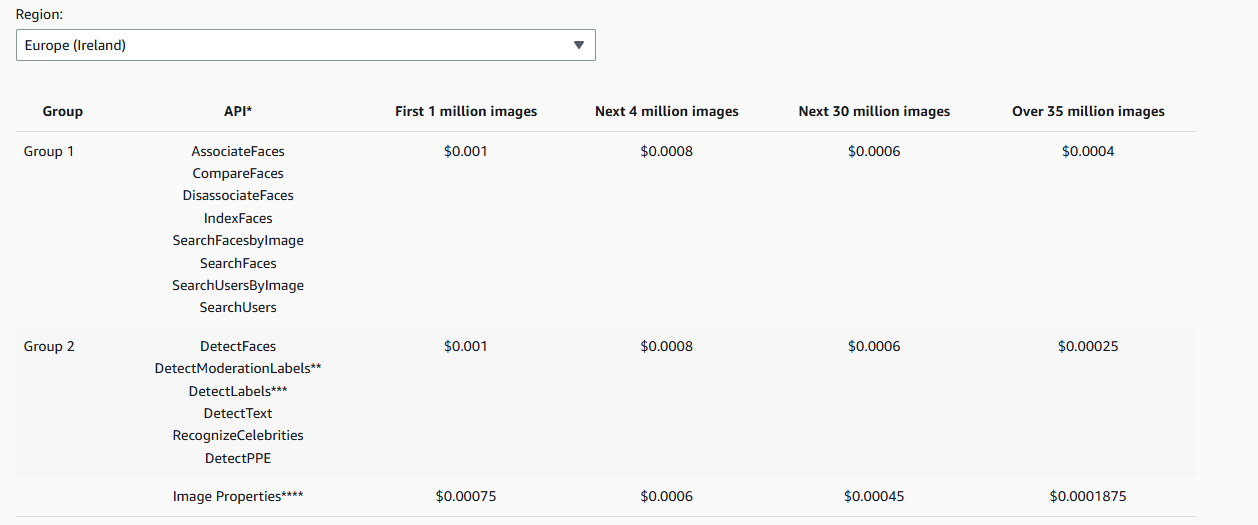 Region:
Europe (Ireland)
Group API* First 1 million images Next 4 million images Next 30 million images Over 35 million images
Group 1 AssociateFaces $0.001 $0.0008 $0.0006 $0.0004
CompareFaces
DisassociateFaces
IndexFaces
SearchFacesbyImage
SearchFaces
SearchUsersByImage
SearchUsers
Group 2 DetectFaces $0.001 $0.0008 $0.0006 $0.00025
DetectModerationLabels**
DetectLabels***
DetectText
RecognizeCelebrities
DetectPPE
Image Properties**** $0.00075 $0.0006 $0.00045 $0.0001875